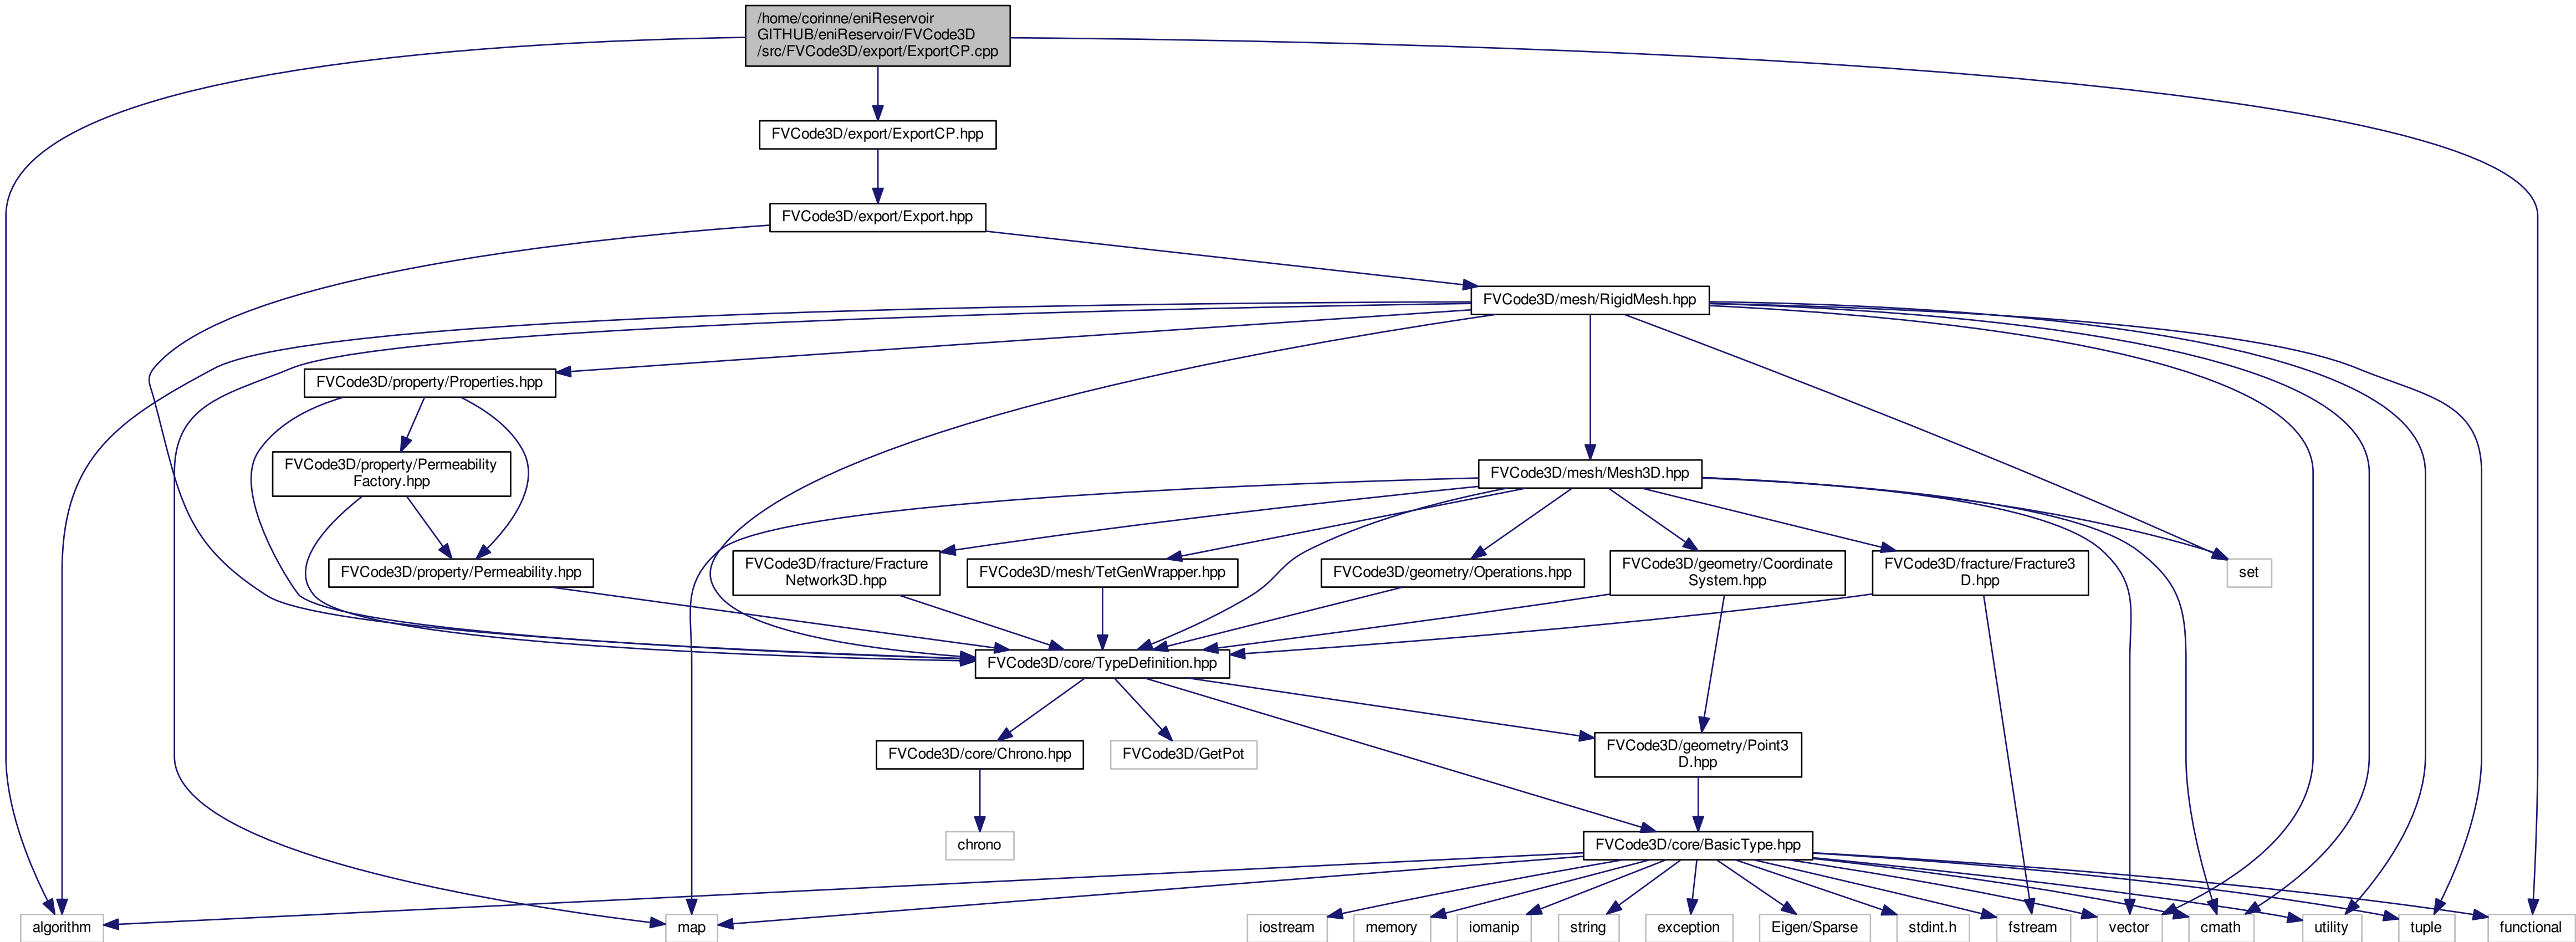 /home/corinne/eniReservoir
GITHUB/eniReservoir/FVCode3D
/src/FVCode3D/export/ExportCP.cpp
FVCode3D/export/ExportCP.hpp
FVCode3D/export/Export.hpp
FVCode3D/mesh/RigidMesh.hpp
FVCode3D/property/Properties.hpp
FVCode3D/property/Permeability
Factory.hpp
FVCode3D/mesh/Mesh3D.hpp
FVCode3D/property/Permeability.hpp
FVCode3D/fracture/Fracture
Network3D.hpp
FVCode3D/mesh/TetGenWrapper.hpp
FVCode3D/geometry/Operations.hpp
FVCode3D/geometry/Coordinate
System.hpp
FVCode3D/fracture/Fracture3
D.hpp
set
FVCode3D/core/TypeDefinition.hpp
FVCode3D/core/Chrono.hpp
FVCode3D/GetPot
FVCode3D/geometry/Point3
D.hpp
chrono
FVCode3D/core/BasicType.hpp
algorithm
map
iostream
memory
iomanip
string
exception
Eigen/Sparse
stdint.h
fstream
vector
cmath
utility
tuple
functional